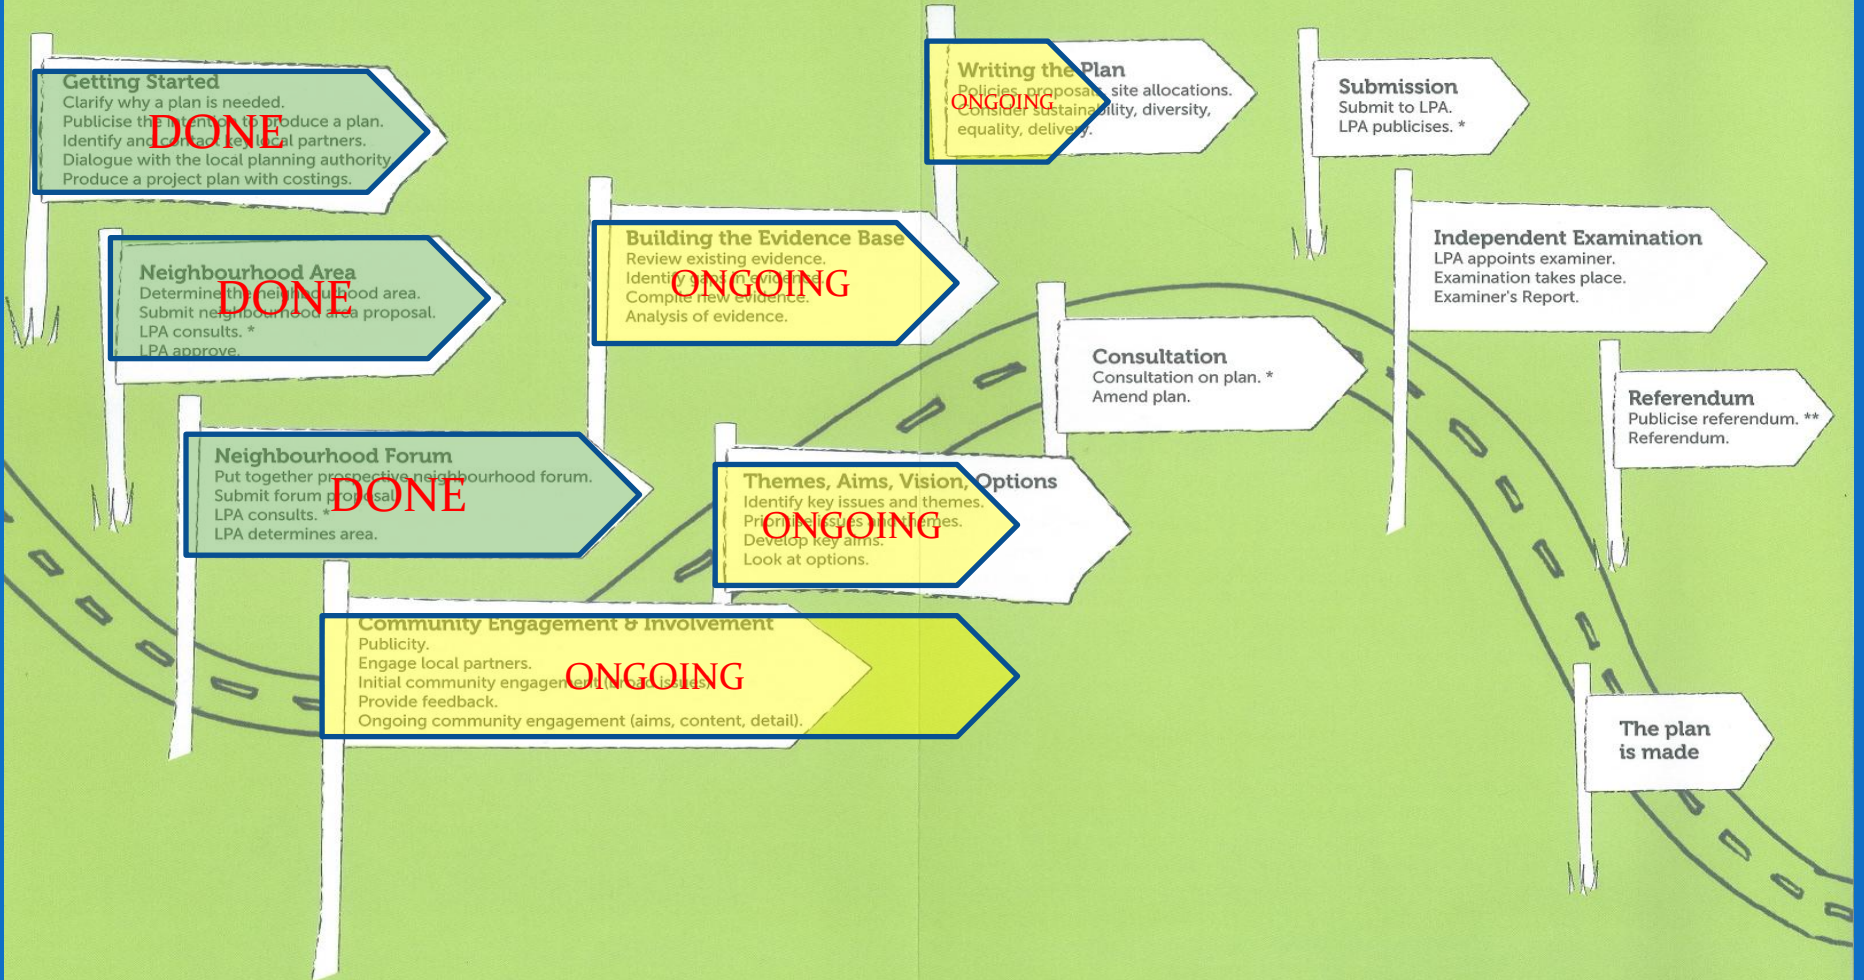 Getting Started
Clarify why a plan is needed.
Publicise the intention to produce a plan.
Identify and contact key local partners.
Dialogue with the local planning authority
Produce a project plan with costings.
DONE
Neighbourhood Area
Determine the neighbourhood area.
Submit neighbourhood area proposal.
LPA consults. *
LPA approve.
DONE
Neighbourhood Forum
Put together prospective neighbourhood forum.
Submit forum proposal.
LPA consults. *
LPA determines area.
DONE
Community Engagement & Involvement
Publicity.
Engage local partners.
Initial community engagement (broad issues).
Provide feedback.
Ongoing community engagement (aims, content, detail).
ONGOING
Building the Evidence Base
Review existing evidence.
Identify gaps in evidence.
Compile new evidence.
Analysis of evidence.
ONGOING
Themes, Aims, Vision, Options
Identify key issues and themes.
Prioritise issues and themes.
Develop key aims.
Look at options.
ONGOING
Writing the Plan
Policies, proposals, site allocations.
Consider sustainability, diversity,
equality, delivery.
ONGOING
Consultation
Consultation on plan. *
Amend plan.
Submission
Submit to LPA.
LPA publicises. *
Independent Examination
LPA appoints examiner.
Examination takes place.
Examiner's Report.
Referendum
Publicise referendum. **
Referendum.
The plan
is made